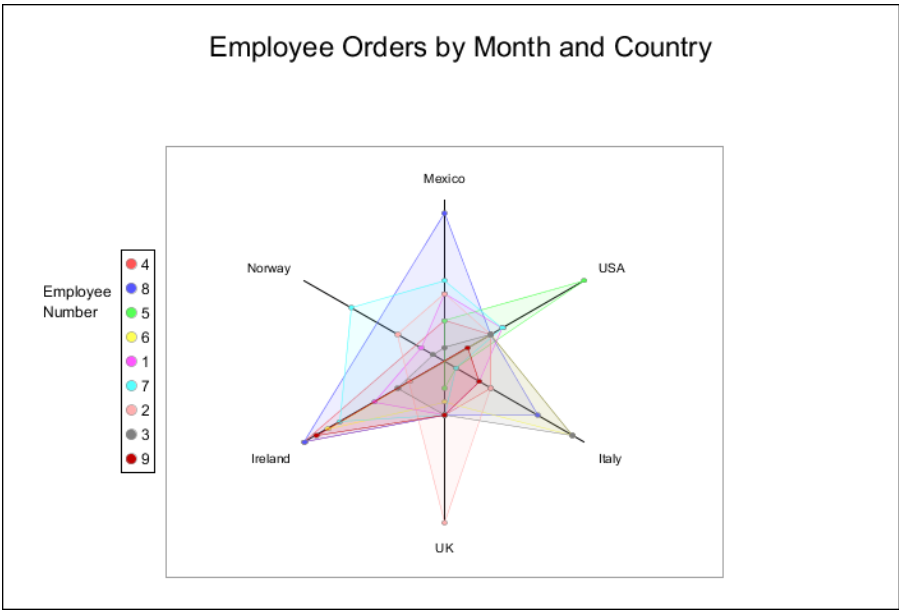 Employee Orders by Month and Country
Mexico
Norway
USA
Employee
Number
4
8
5
6
1
7
2
3
9
Ireland
Italy
UK